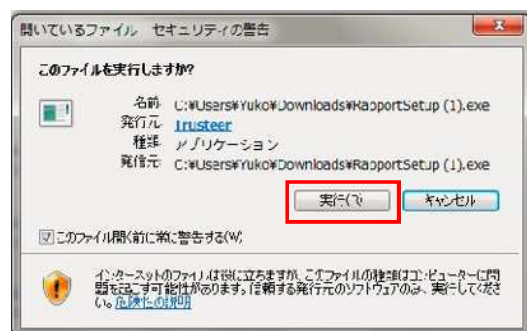 開いているファイル セキュリティの警告
このファイルを実行しますか?
名前: C:¥Users¥Yuko¥Downloads¥RapportSetup (1).exe
発行元: Trusteer
種類: アプリケーション
発信元: C:¥Users¥Yuko¥Downloads¥RapportSetup (1).exe
実行(R) キャンセル
このファイル開く前に常に警告する(W)
インターネットのファイルは役に立ちますが、このファイルの種類はコンピューターに問
題を起こす可能性があります。信頼する発行元のソフトウェアのみ、実行してくださ
い。危険性の説明